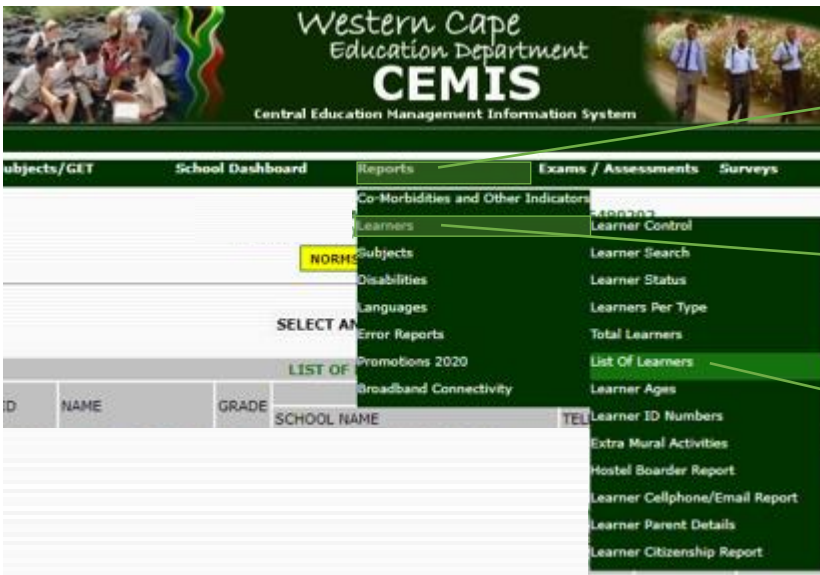 Western Cape
Education Department
CEMIS
Central Education Management Information System
ubjects/GET School Dashboard Reports Exams / Assessments Surveys
Co-Morbidities and Other Indicators
Learners
Subjects
Disabilities
Languages
Error Reports
Promotions 2020
Broadband Connectivity
Learner Control
Learner Search
Learner Status
Learners Per Type
Total Learners
List Of Learners
Learner Ages
Learner ID Numbers
Extra Mural Activities
Hostel Boarder Report
Learner Cellphone/Email Report
Learner Parent Details
Learner Citizenship Report
NORMS
SELECT AN
LIST OF
ID NAME GRADE
SCHOOL NAME TEL